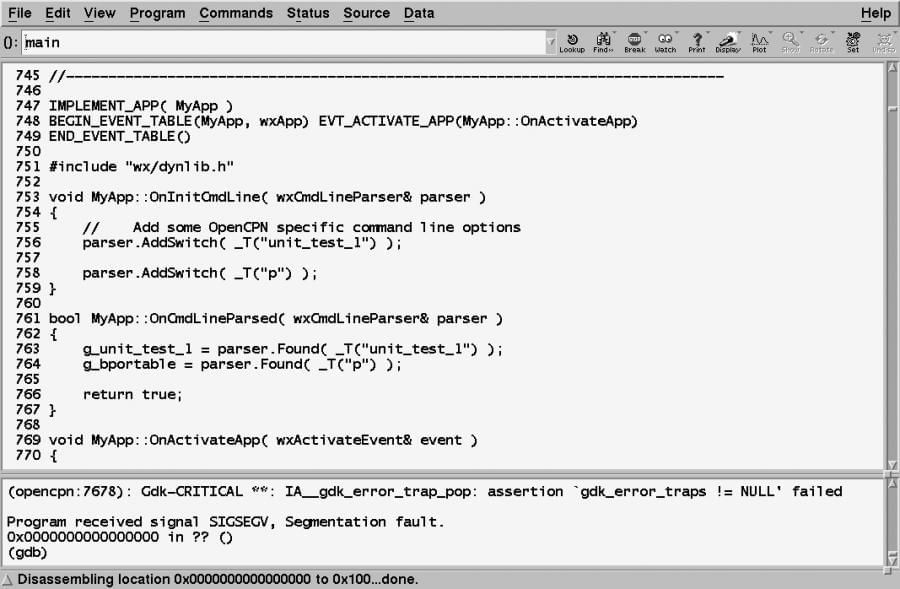 File Edit View Program Commands Status Source Data Help
(): main
Lookup Find» Break Watch Print Display Plot Show Rotate Set Undisp
745 //------------------------------------------------------------------------------
746
747 IMPLEMENT_APP( MyApp )
748 BEGIN_EVENT_TABLE(MyApp, wxApp) EVT_ACTIVATE_APP(MyApp::OnActivateApp)
749 END_EVENT_TABLE()
750
751 #include "wx/dynlib.h"
752
753 void MyApp::OnInitCmdLine( wxCmdLineParser& parser )
754 {
755     //    Add some OpenCPN specific command line options
756     parser.AddSwitch( _T("unit_test_1") );
757
758     parser.AddSwitch( _T("p") );
759 }
760
761 bool MyApp::OnCmdLineParsed( wxCmdLineParser& parser )
762 {
763     g_unit_test_1 = parser.Found( _T("unit_test_1") );
764     g_bportable = parser.Found( _T("p") );
765
766     return true;
767 }
768
769 void MyApp::OnActivateApp( wxActivateEvent& event )
770 {
(opencpn:7678): Gdk-CRITICAL **: IA__gdk_error_trap_pop: assertion `gdk_error_traps != NULL' failed
Program received signal SIGSEGV, Segmentation fault.
0x0000000000000000 in ?? ()
(gdb)
Disassembling location 0x0000000000000000 to 0x100...done.